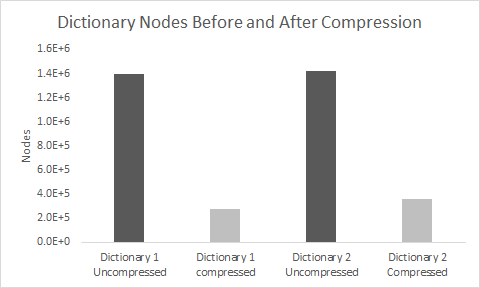 Dictionary Nodes Before and After Compression
1.6E+6
1.4E+6
1.2E+6
1.0E+6
8.0E+5
6.0E+5
4.0E+5
2.0E+5
0.0E+0
Nodes
Dictionary 1
Uncompressed
Dictionary 1
compressed
Dictionary 2
Uncompressed
Dictionary 2
Compressed